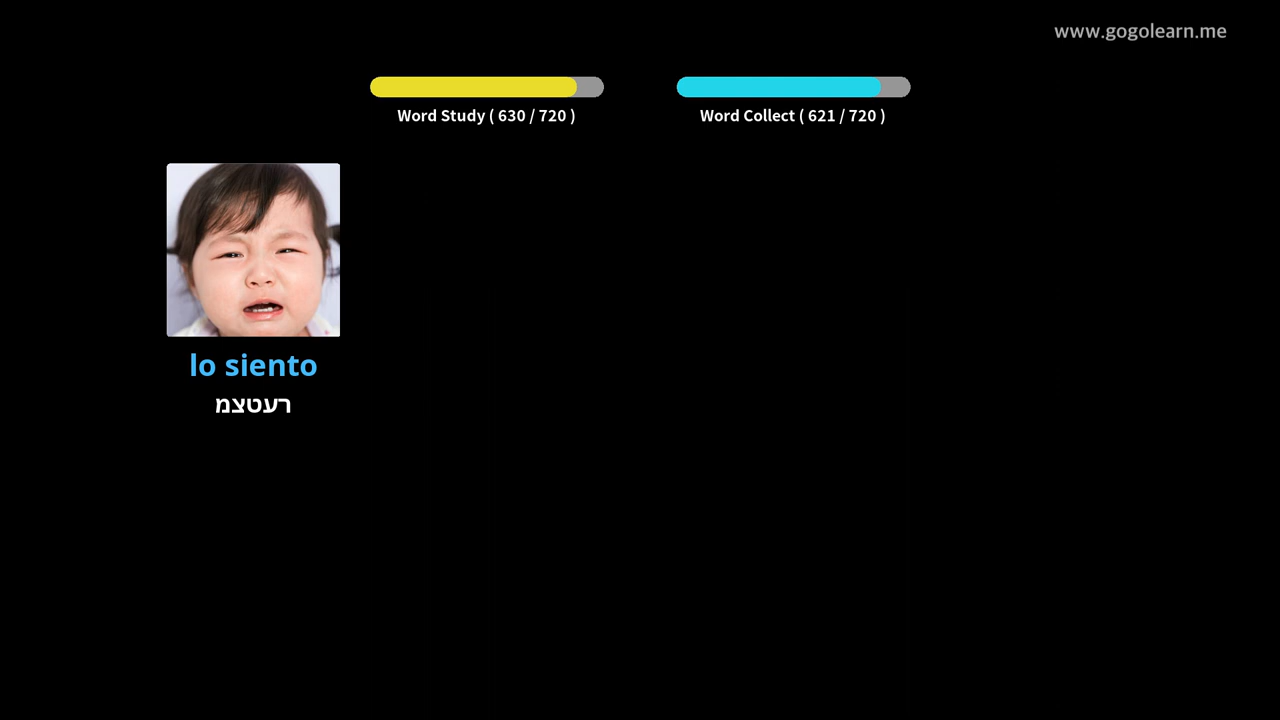 www.gogolearn.me
Word Study ( 630 / 720 )
Word Collect ( 621 / 720 )
lo siento
רעטצמ